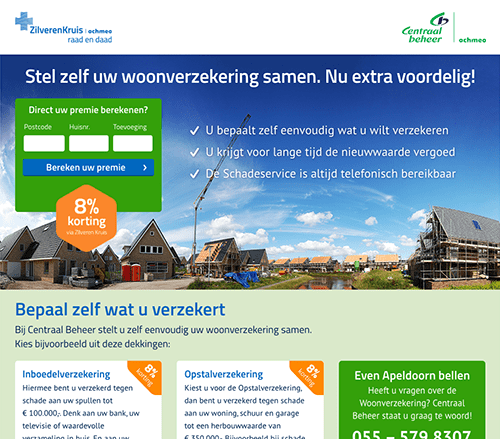 ZilverenKruis achmea
raad en daad
Centraal
beheer achmea
Stel zelf uw woonverzekering samen. Nu extra voordelig!
Direct uw premie berekenen?
Postcode Huisnr. Toevoeging
Bereken uw premie
8%
korting
via Zilveren Kruis
U bepaalt zelf eenvoudig wat u wilt verzekeren
U krijgt voor lange tijd de nieuwwaarde vergoed
De Schadeservice is altijd telefonisch bereikbaar
Bepaal zelf wat u verzekert
Bij Centraal Beheer stelt u zelf eenvoudig uw woonverzekering samen.
Kies bijvoorbeeld uit deze dekkingen:
Inboedelverzekering
8%
korting
Hiermee bent u verzekerd tegen
schade aan uw spullen tot
€ 100.000,-. Denk aan uw bank, uw
televisie of waardevolle
verzameling in huis. En aan uw
Opstalverzekering
8%
korting
Kiest u voor de Opstalverzekering,
dan bent u verzekerd tegen schade
aan uw woning, schuur en garage
tot een herbouwwaarde van
€ 350.000,-. Bijvoorbeeld bij schade
Even Apeldoorn bellen
Heeft u vragen over de
Woonverzekering? Centraal
Beheer staat u graag te woord!
055 – 579 8307